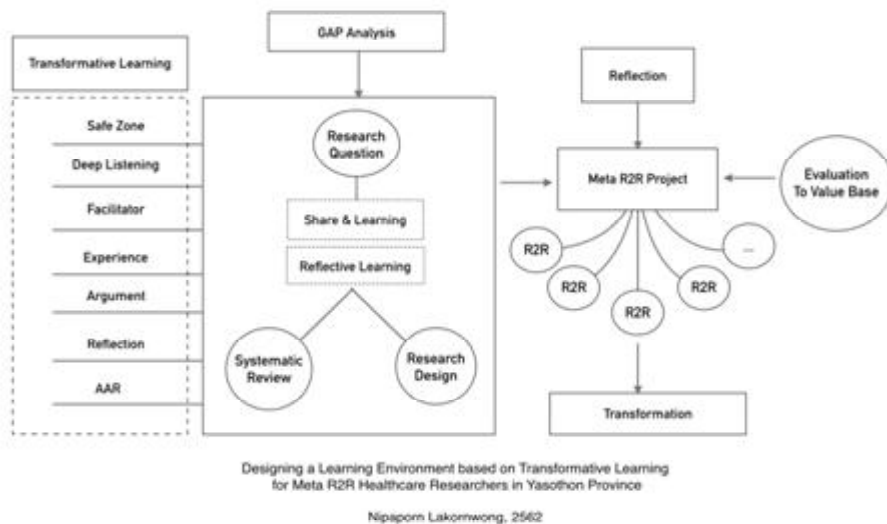 GAP Analysis
Transformative Learning
Safe Zone
Deep Listening
Facilitator
Experience
Argument
Reflection
AAR
Research
Question
Share & Learning
Reflective Learning
Systematic
Review
Research
Design
Reflection
Meta R2R Project
Evaluation
To Value Base
R2R
R2R
R2R
R2R
...
Transformation
Designing a Learning Environment based on Transformative Learning
for Meta R2R Healthcare Researchers in Yasothon Province
Nipaporn Lakornwong, 2562